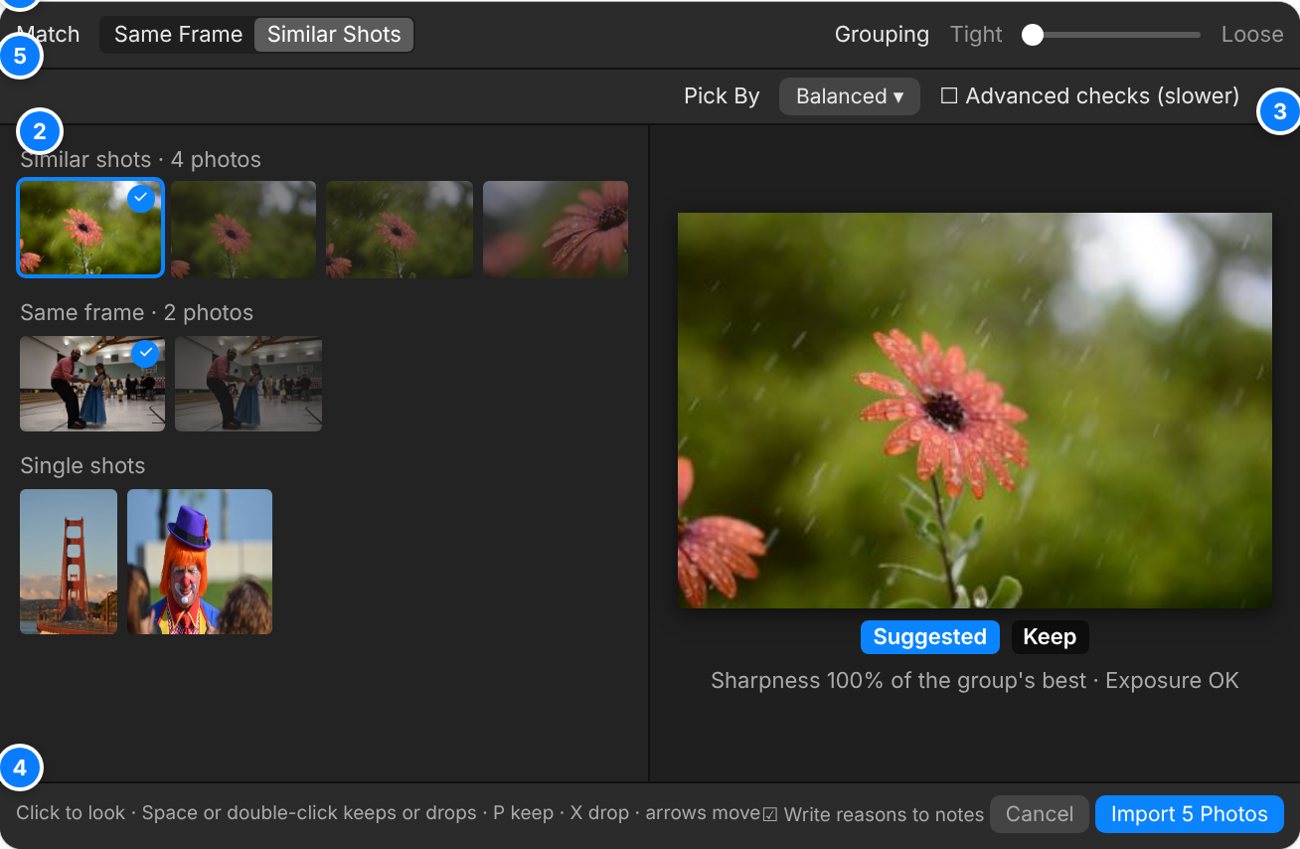 Match Same Frame Similar Shots Grouping Tight Loose
5
Pick By Balanced ▾ ☐ Advanced checks (slower)
3
2
Similar shots · 4 photos
Same frame · 2 photos
Single shots
Suggested Keep
Sharpness 100% of the group's best · Exposure OK
4
Click to look · Space or double-click keeps or drops · P keep · X drop · arrows move ☑ Write reasons to notes Cancel Import 5 Photos